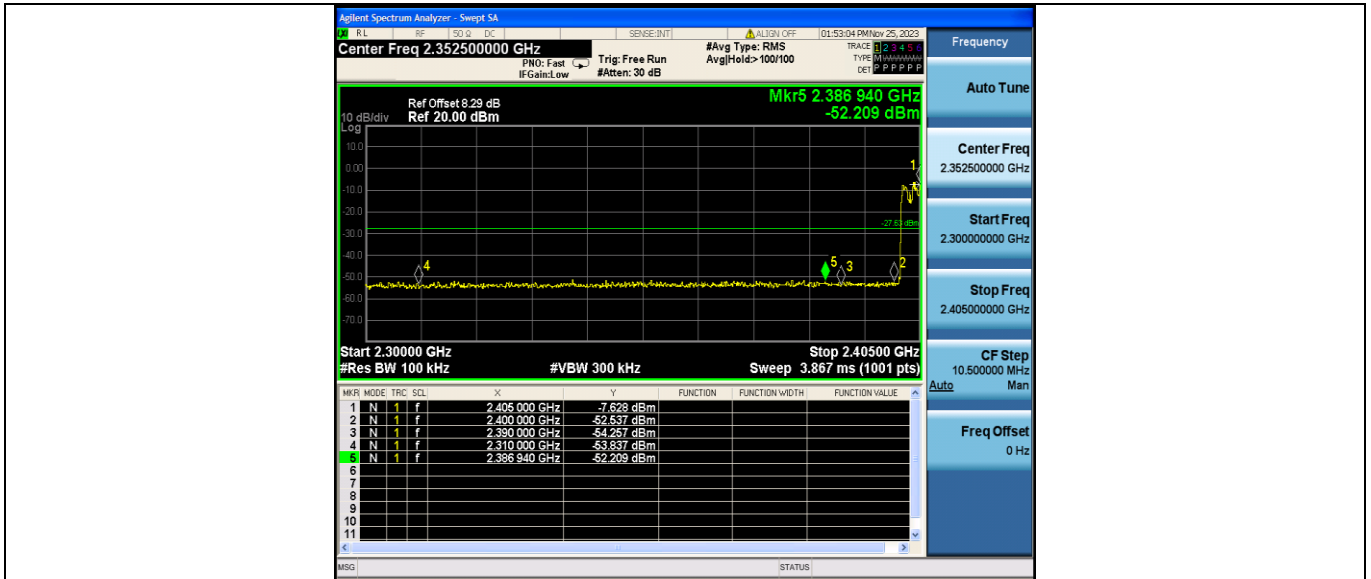 Agilent Spectrum Analyzer - Swept SA
LXI RL RF 50 Ω DC SENSE:INT ALIGN OFF 01:53:04 PM Nov 25, 2023
Center Freq 2.352500000 GHz
PNO: Fast
IFGain:Low
Trig: Free Run
#Atten: 30 dB
#Avg Type: RMS
Avg|Hold:>100/100
TRACE 1 2 3 4 5 6
TYPE M W W W W W
DET P P P P P P
Mkr5 2.386 940 GHz
-52.209 dBm
Ref Offset 8.29 dB
10 dB/div Ref 20.00 dBm
Log
10.0
0.00
-10.0
-20.0
-30.0
-40.0
-50.0
-60.0
-70.0
1
-27.63 dBm
4
5
3
2
Start 2.30000 GHz Stop 2.40500 GHz
#Res BW 100 kHz #VBW 300 kHz Sweep 3.867 ms (1001 pts)
MKR MODE TRC SCL X Y FUNCTION FUNCTION WIDTH FUNCTION VALUE
1 N 1 f 2.405 000 GHz -7.628 dBm
2 N 1 f 2.400 000 GHz -52.537 dBm
3 N 1 f 2.390 000 GHz -54.257 dBm
4 N 1 f 2.310 000 GHz -53.837 dBm
5 N 1 f 2.386 940 GHz -52.209 dBm
6
7
8
9
10
11
MSG STATUS
Frequency
Auto Tune
Center Freq
2.352500000 GHz
Start Freq
2.300000000 GHz
Stop Freq
2.405000000 GHz
CF Step
10.500000 MHz
Auto Man
Freq Offset
0 Hz